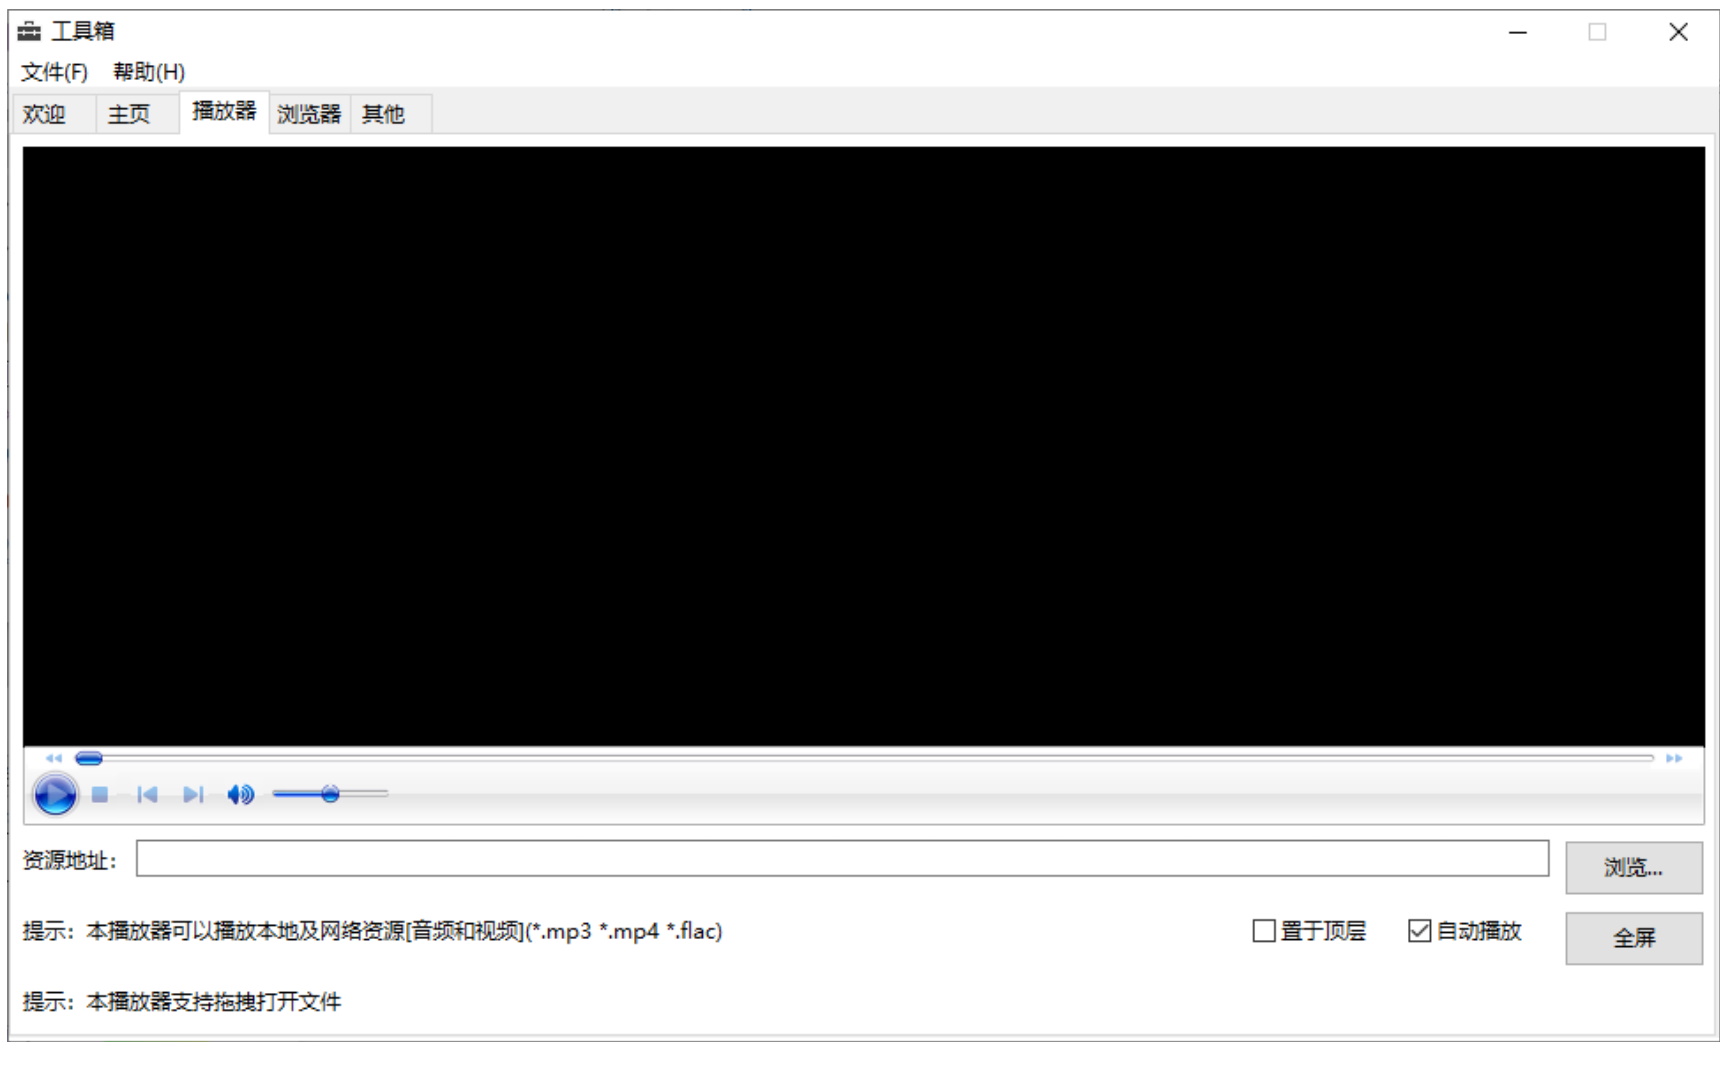 工具箱
文件(F) 帮助(H)
欢迎 主页 播放器 浏览器 其他
资源地址： 浏览...
提示：本播放器可以播放本地及网络资源[音频和视频](*.mp3 *.mp4 *.flac) 置于顶层 自动播放 全屏
提示：本播放器支持拖拽打开文件